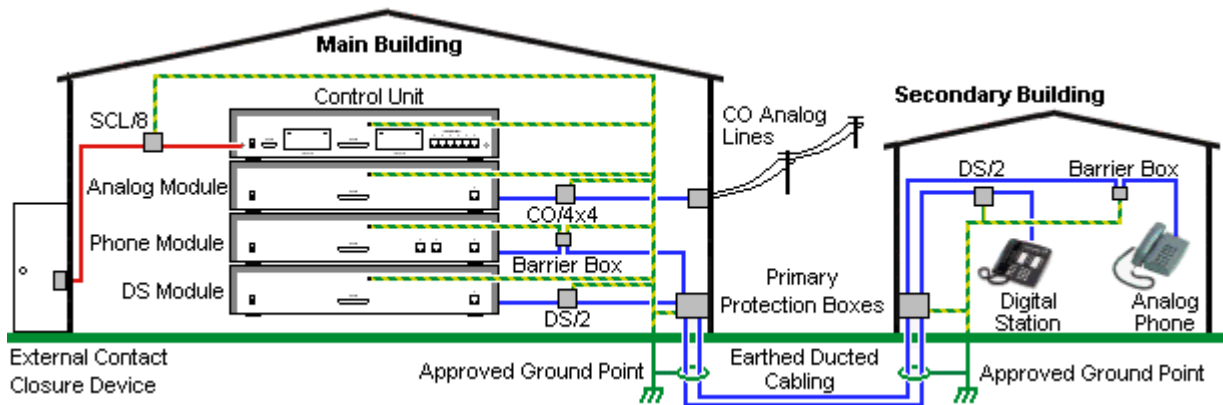 Main Building
Control Unit
SCL/8
CO Analog
Lines
Secondary Building
DS/2
Barrier Box
Analog Module
CO/4x4
Phone Module
Barrier Box
DS Module
DS/2
Primary
Protection Boxes
Digital
Station
Analog
Phone
External Contact
Closure Device
Approved Ground Point
Earthed Ducted
Cabling
Approved Ground Point